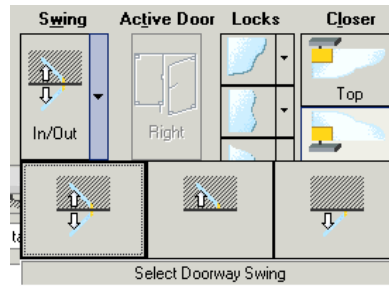 Swing Active Door Locks Closer
Top
In/Out Right
Select Doorway Swing